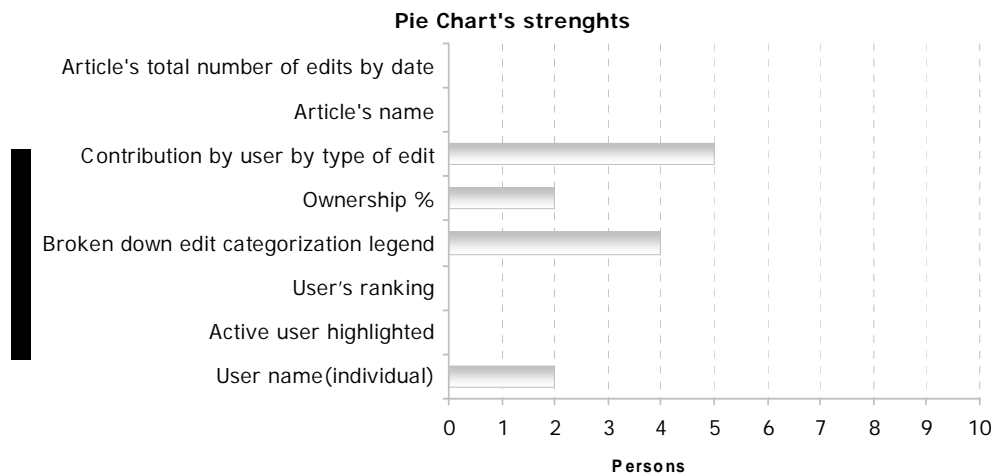 Pie Chart's strenghts
Article's total number of edits by date
Article's name
Contribution by user by type of edit
Ownership %
Broken down edit categorization legend
User's ranking
Active user highlighted
User name(individual)
0 1 2 3 4 5 6 7 8 9 10
Persons